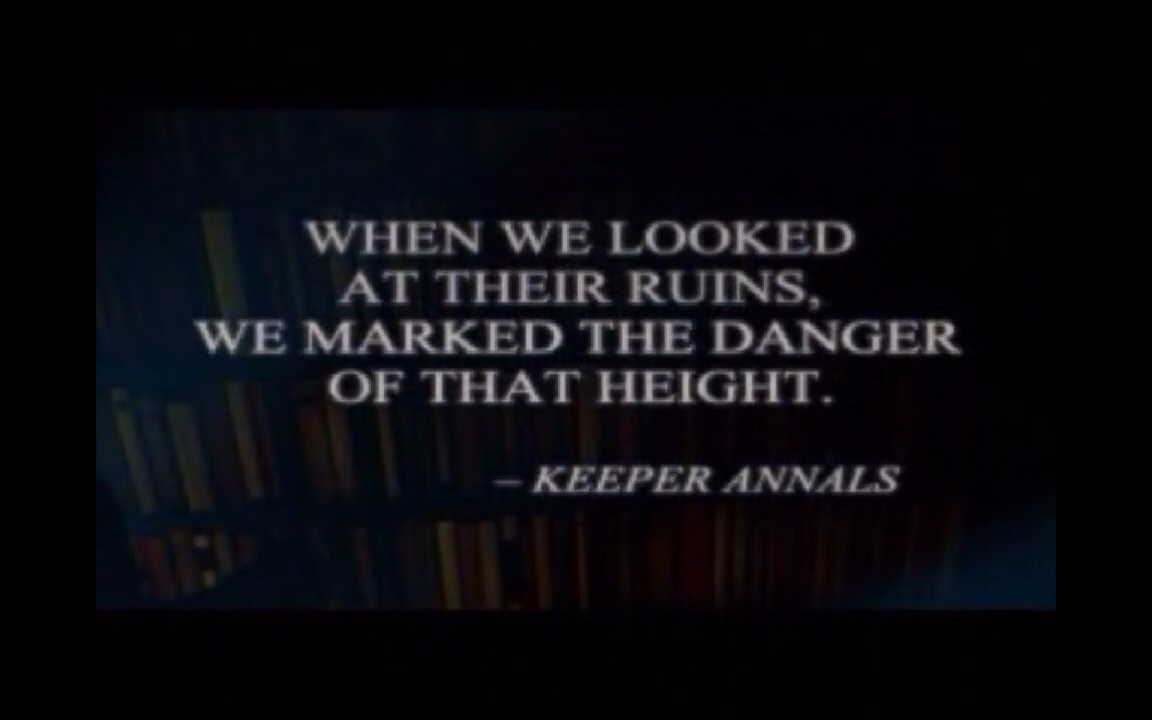 WHEN WE LOOKED
AT THEIR RUINS,
WE MARKED THE DANGER
OF THAT HEIGHT.
– KEEPER ANNALS